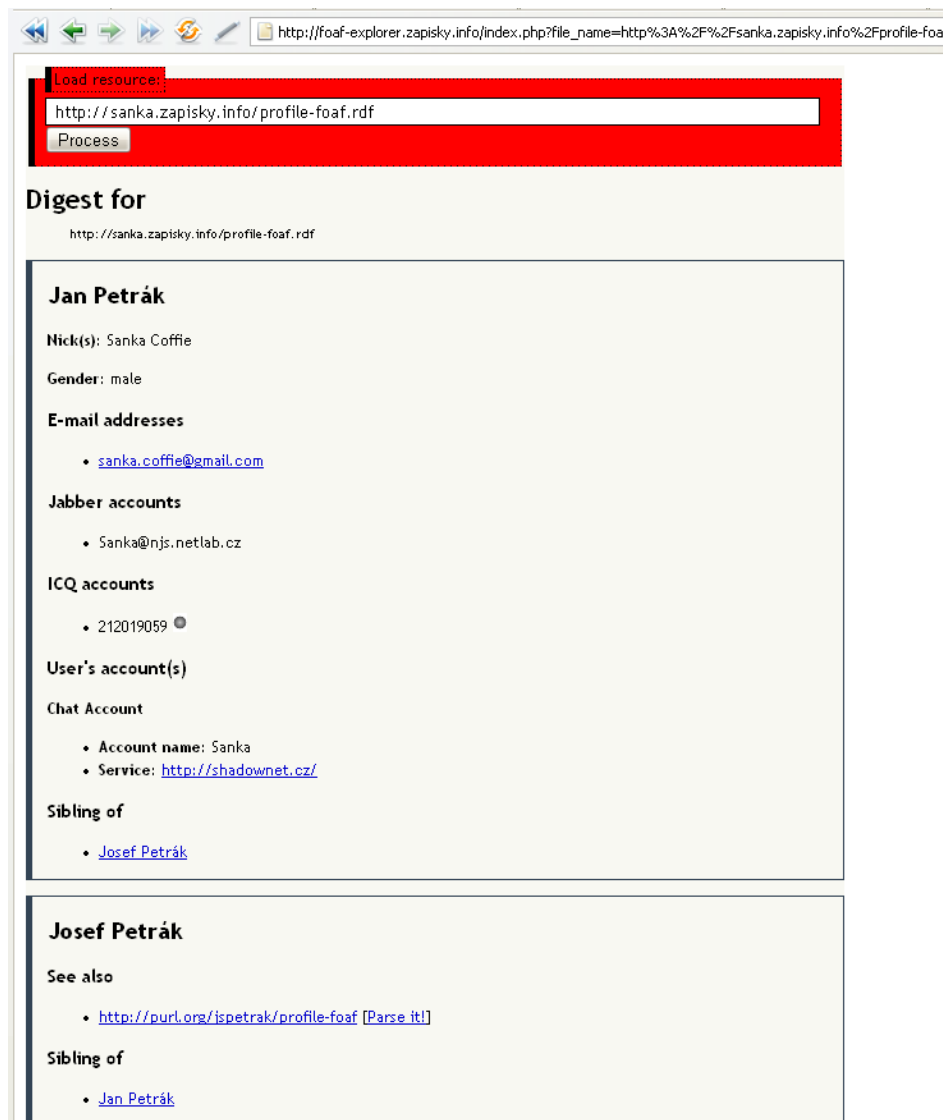 http://foaf-explorer.zapisky.info/index.php?file_name=http%3A%2F%2Fsanka.zapisky.info%2Fprofile-foa
Load resource:
http://sanka.zapisky.info/profile-foaf.rdf
Process
Digest for
http://sanka.zapisky.info/profile-foaf.rdf
Jan Petrák
Nick(s): Sanka Coffie
Gender: male
E-mail addresses
• sanka.coffie@gmail.com
Jabber accounts
• Sanka@njs.netlab.cz
ICQ accounts
• 212019059
User's account(s)
Chat Account
• Account name: Sanka
• Service: http://shadownet.cz/
Sibling of
• Josef Petrák
Josef Petrák
See also
• http://purl.org/jspetrak/profile-foaf [Parse it!]
Sibling of
• Jan Petrák